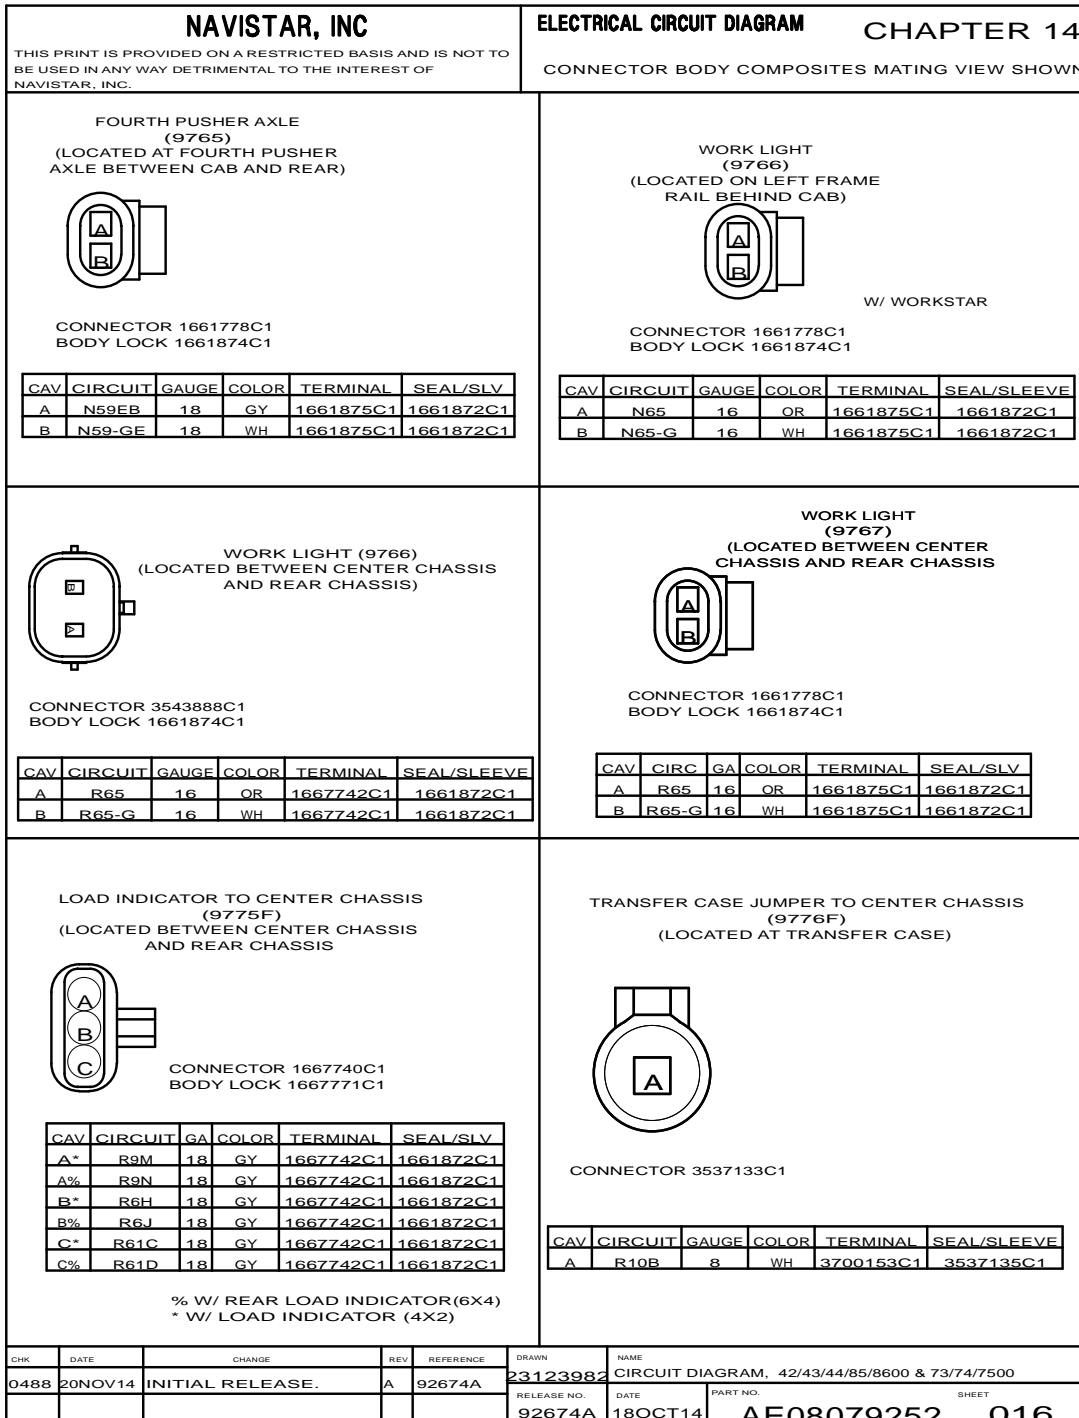 NAVISTAR, INC
THIS PRINT IS PROVIDED ON A RESTRICTED BASIS AND IS NOT TO
BE USED IN ANY WAY DETRIMENTAL TO THE INTEREST OF
NAVISTAR, INC.
ELECTRICAL CIRCUIT DIAGRAM CHAPTER 14
CONNECTOR BODY COMPOSITES MATING VIEW SHOWN
FOURTH PUSHER AXLE
(9765)
(LOCATED AT FOURTH PUSHER
AXLE BETWEEN CAB AND REAR)
A
B
CONNECTOR 1661778C1
BODY LOCK 1661874C1
CAV CIRCUIT GAUGE COLOR TERMINAL SEAL/SLV
A N59EB 18 GY 1661875C1 1661872C1
B N59-GE 18 WH 1661875C1 1661872C1
WORK LIGHT
(9766)
(LOCATED ON LEFT FRAME
RAIL BEHIND CAB)
A
B
W/ WORKSTAR
CONNECTOR 1661778C1
BODY LOCK 1661874C1
CAV CIRCUIT GAUGE COLOR TERMINAL SEAL/SLEEVE
A N65 16 OR 1661875C1 1661872C1
B N65-G 16 WH 1661875C1 1661872C1
WORK LIGHT (9766)
(LOCATED BETWEEN CENTER CHASSIS
AND REAR CHASSIS)
B
A
CONNECTOR 3543888C1
BODY LOCK 1661874C1
CAV CIRCUIT GAUGE COLOR TERMINAL SEAL/SLEEVE
A R65 16 OR 1667742C1 1661872C1
B R65-G 16 WH 1667742C1 1661872C1
WORK LIGHT
(9767)
(LOCATED BETWEEN CENTER
CHASSIS AND REAR CHASSIS
A
B
CONNECTOR 1661778C1
BODY LOCK 1661874C1
CAV CIRC GA COLOR TERMINAL SEAL/SLV
A R65 16 OR 1661875C1 1661872C1
B R65-G 16 WH 1661875C1 1661872C1
LOAD INDICATOR TO CENTER CHASSIS
(9775F)
(LOCATED BETWEEN CENTER CHASSIS
AND REAR CHASSIS
A
B
C
CONNECTOR 1667740C1
BODY LOCK 1667771C1
CAV CIRCUIT GA COLOR TERMINAL SEAL/SLV
A* R9M 18 GY 1667742C1 1661872C1
A% R9N 18 GY 1667742C1 1661872C1
B* R6H 18 GY 1667742C1 1661872C1
B% R6J 18 GY 1667742C1 1661872C1
C* R61C 18 GY 1667742C1 1661872C1
C% R61D 18 GY 1667742C1 1661872C1
% W/ REAR LOAD INDICATOR(6X4)
* W/ LOAD INDICATOR (4X2)
TRANSFER CASE JUMPER TO CENTER CHASSIS
(9776F)
(LOCATED AT TRANSFER CASE)
A
CONNECTOR 3537133C1
CAV CIRCUIT GAUGE COLOR TERMINAL SEAL/SLEEVE
A R10B 8 WH 3700153C1 3537135C1
CHK DATE CHANGE REV REFERENCE
0488 20NOV14 INITIAL RELEASE. A 92674A
DRAWN
23123982
NAME
CIRCUIT DIAGRAM, 42/43/44/85/8600 & 73/74/7500
RELEASE NO. DATE PART NO. SHEET
92674A 18OCT14 AE08079252 016